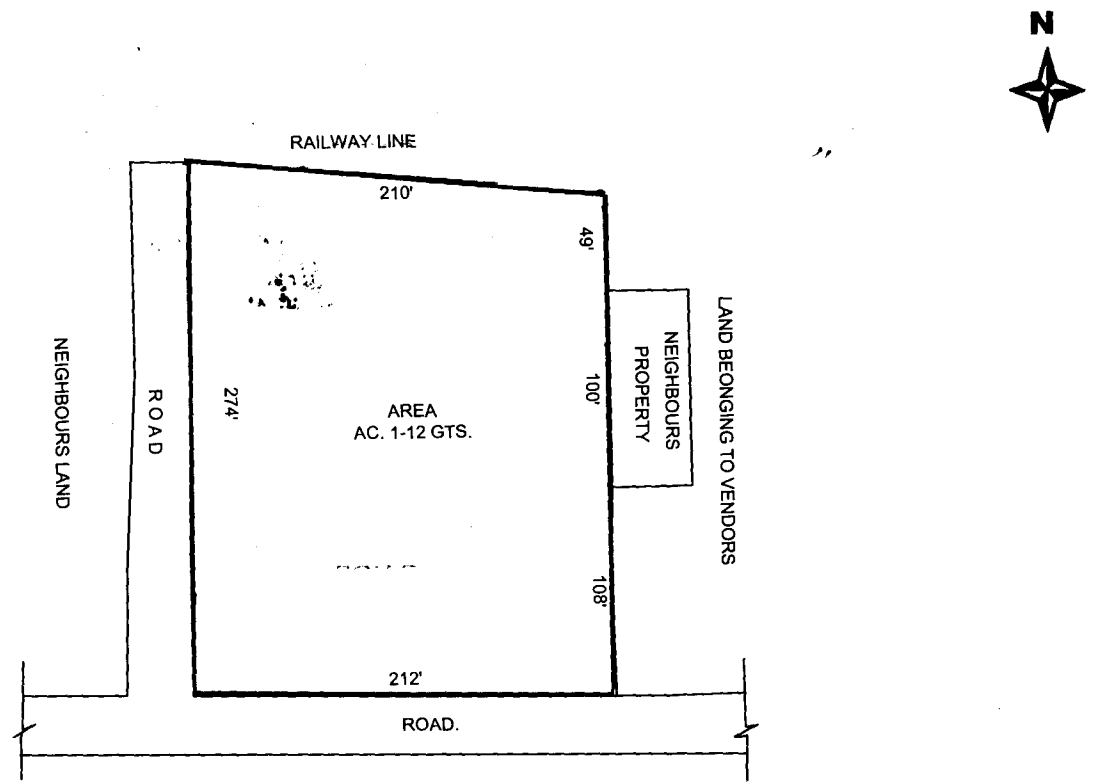 N
RAILWAY LINE
210'
49'
NEIGHBOURS LAND
ROAD
274'
AREA
AC. 1-12 GTS.
100'
NEIGHBOURS
PROPERTY
LAND BEONGING TO VENDORS
108'
212'
ROAD.